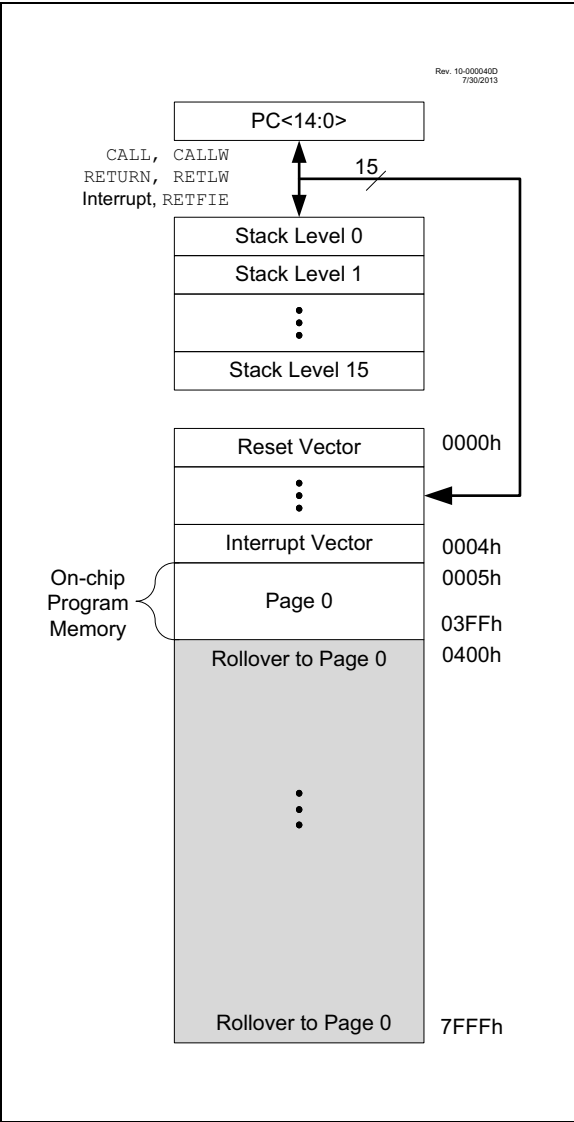 Rev. 10-000040D
7/30/2013
PC<14:0>
CALL, CALLW
RETURN, RETLW
Interrupt, RETFIE
15
Stack Level 0
Stack Level 1
Stack Level 15
Reset Vector
0000h
Interrupt Vector
0004h
On-chip
Program
Memory
Page 0
0005h
03FFh
Rollover to Page 0
0400h
Rollover to Page 0
7FFFh